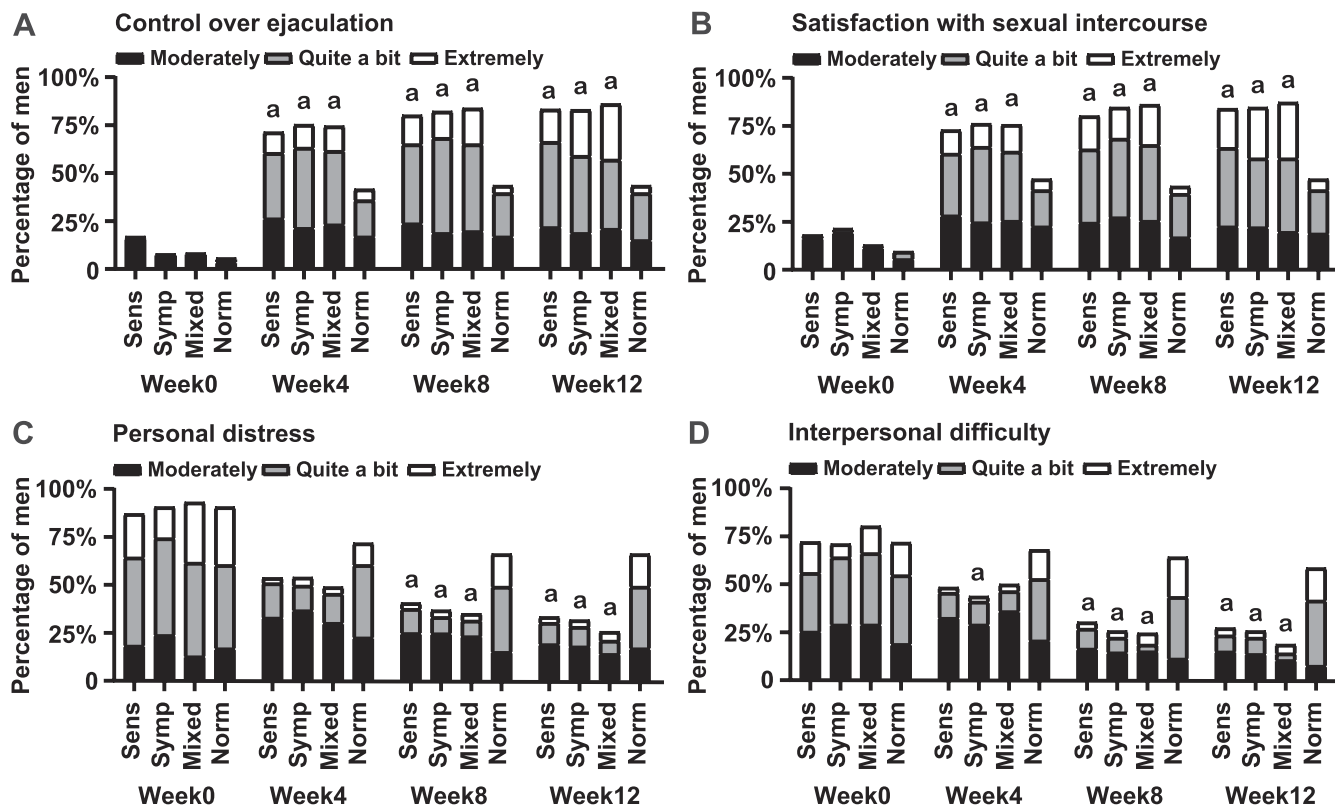 A Control over ejaculation
Moderately Quite a bit Extremely
Percentage of men
100%
75%
50%
25%
0
a a a a a a a a a
Sens Symp Mixed Norm Sens Symp Mixed Norm Sens Symp Mixed Norm Sens Symp Mixed Norm
Week0 Week4 Week8 Week12
B Satisfaction with sexual intercourse
Moderately Quite a bit Extremely
Percentage of men
100%
75%
50%
25%
0
a a a a a a a a a
Sens Symp Mixed Norm Sens Symp Mixed Norm Sens Symp Mixed Norm Sens Symp Mixed Norm
Week0 Week4 Week8 Week12
C Personal distress
Moderately Quite a bit Extremely
Percentage of men
100%
75%
50%
25%
0
a a a a a a
Sens Symp Mixed Norm Sens Symp Mixed Norm Sens Symp Mixed Norm Sens Symp Mixed Norm
Week0 Week4 Week8 Week12
D Interpersonal difficulty
Moderately Quite a bit Extremely
Percentage of men
100%
75%
50%
25%
0
a a a a a a a
Sens Symp Mixed Norm Sens Symp Mixed Norm Sens Symp Mixed Norm Sens Symp Mixed Norm
Week0 Week4 Week8 Week12